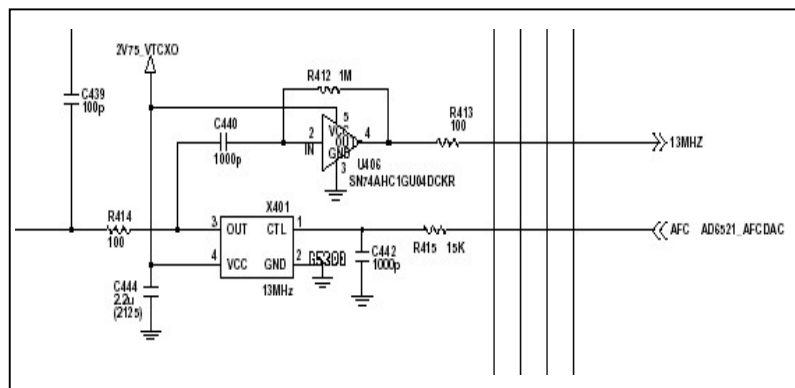 2V75_VTCXO
R412 1M
C439
100p
C440
1000p
R413
100
5
VCC
2
4
IN
GND
3
U406
SN74AHC1GU04DCKR
13MHZ
X401
R414
100
3
OUT
CTL
1
4
VCC
GND
2
G5300
13MHz
C442
1000p
R415 15K
AFC AD6521_AFCDAC
C444
2.2u
(2125)